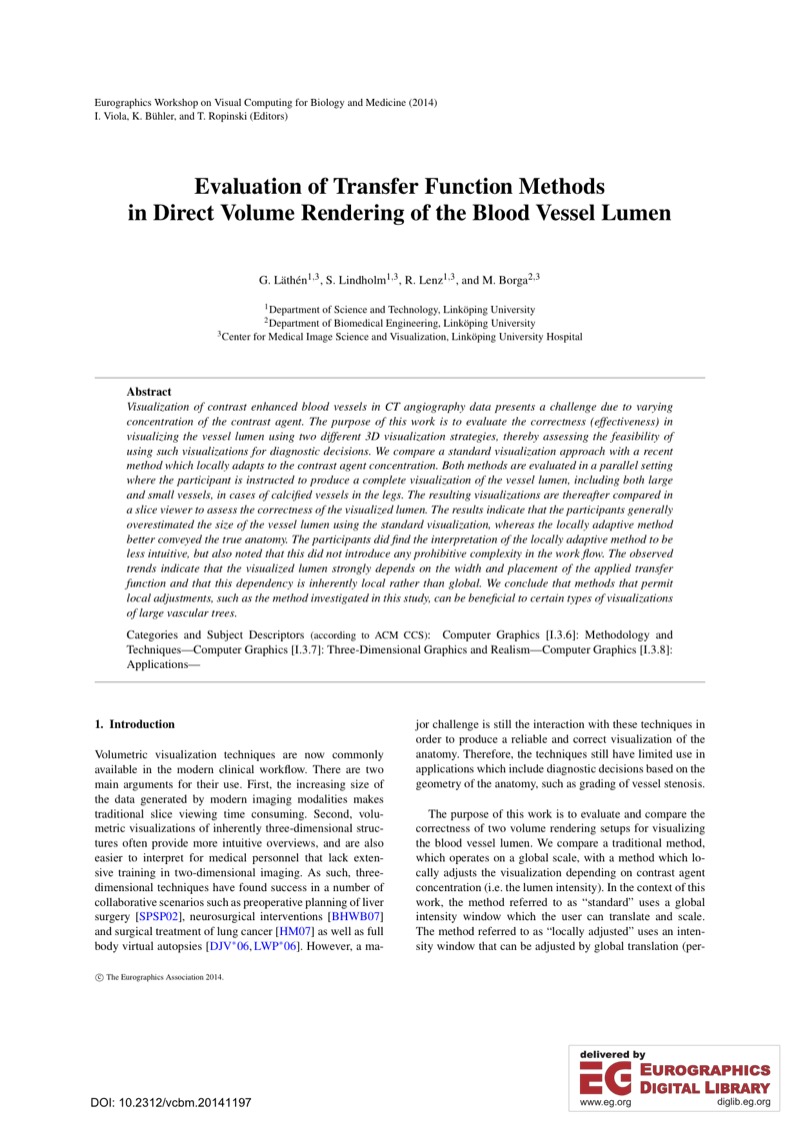 Eurographics Workshop on Visual Computing for Biology and Medicine (2014)
I. Viola, K. Bühler, and T. Ropinski (Editors)
Evaluation of Transfer Function Methods
in Direct Volume Rendering of the Blood Vessel Lumen
G. Läthén1,3, S. Lindholm1,3, R. Lenz1,3, and M. Borga2,3
1Department of Science and Technology, Linköping University
2Department of Biomedical Engineering, Linköping University
3Center for Medical Image Science and Visualization, Linköping University Hospital
Abstract
Visualization of contrast enhanced blood vessels in CT angiography data presents a challenge due to varying
concentration of the contrast agent. The purpose of this work is to evaluate the correctness (effectiveness) in
visualizing the vessel lumen using two different 3D visualization strategies, thereby assessing the feasibility of
using such visualizations for diagnostic decisions. We compare a standard visualization approach with a recent
method which locally adapts to the contrast agent concentration. Both methods are evaluated in a parallel setting
where the participant is instructed to produce a complete visualization of the vessel lumen, including both large
and small vessels, in cases of calcified vessels in the legs. The resulting visualizations are thereafter compared in
a slice viewer to assess the correctness of the visualized lumen. The results indicate that the participants generally
overestimated the size of the vessel lumen using the standard visualization, whereas the locally adaptive method
better conveyed the true anatomy. The participants did find the interpretation of the locally adaptive method to be
less intuitive, but also noted that this did not introduce any prohibitive complexity in the work flow. The observed
trends indicate that the visualized lumen strongly depends on the width and placement of the applied transfer
function and that this dependency is inherently local rather than global. We conclude that methods that permit
local adjustments, such as the method investigated in this study, can be beneficial to certain types of visualizations
of large vascular trees.
Categories and Subject Descriptors (according to ACM CCS): Computer Graphics [I.3.6]: Methodology and
Techniques—Computer Graphics [I.3.7]: Three-Dimensional Graphics and Realism—Computer Graphics [I.3.8]:
Applications—
1. Introduction
Volumetric visualization techniques are now commonly
available in the modern clinical workflow. There are two
main arguments for their use. First, the increasing size of
the data generated by modern imaging modalities makes
traditional slice viewing time consuming. Second, volu-
metric visualizations of inherently three-dimensional struc-
tures often provide more intuitive overviews, and are also
easier to interpret for medical personnel that lack exten-
sive training in two-dimensional imaging. As such, three-
dimensional techniques have found success in a number of
collaborative scenarios such as preoperative planning of liver
surgery [SPSP02], neurosurgical interventions [BHWB07]
and surgical treatment of lung cancer [HM07] as well as full
body virtual autopsies [DJV*06, LWP*06]. However, a ma-
jor challenge is still the interaction with these techniques in
order to produce a reliable and correct visualization of the
anatomy. Therefore, the techniques still have limited use in
applications which include diagnostic decisions based on the
geometry of the anatomy, such as grading of vessel stenosis.
The purpose of this work is to evaluate and compare the
correctness of two volume rendering setups for visualizing
the blood vessel lumen. We compare a traditional method,
which operates on a global scale, with a method which lo-
cally adjusts the visualization depending on contrast agent
concentration (i.e. the lumen intensity). In the context of this
work, the method referred to as “standard” uses a global
intensity window which the user can translate and scale.
The method referred to as “locally adjusted” uses an inten-
sity window that can be adjusted by global translation (per-
© The Eurographics Association 2014.
delivered by
EG EUROGRAPHICS
DIGITAL LIBRARY
www.eg.org diglib.eg.org
DOI: 10.2312/vcbm.20141197